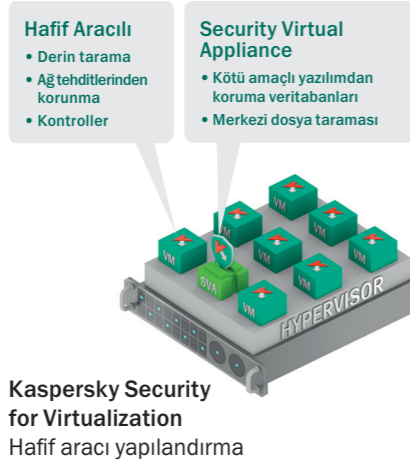 Hafif Aracılı
• Derin tarama
• Ağ tehditlerinden
korunma
• Kontroller
Security Virtual
Appliance
• Kötü amaçlı yazılımdan
koruma veritabanları
• Merkezi dosya taraması
VM
VM
VM
VM
VM
VM
VM
VM
SVA
HYPERVISOR
Kaspersky Security
for Virtualization
Hafif aracı yapılandırma